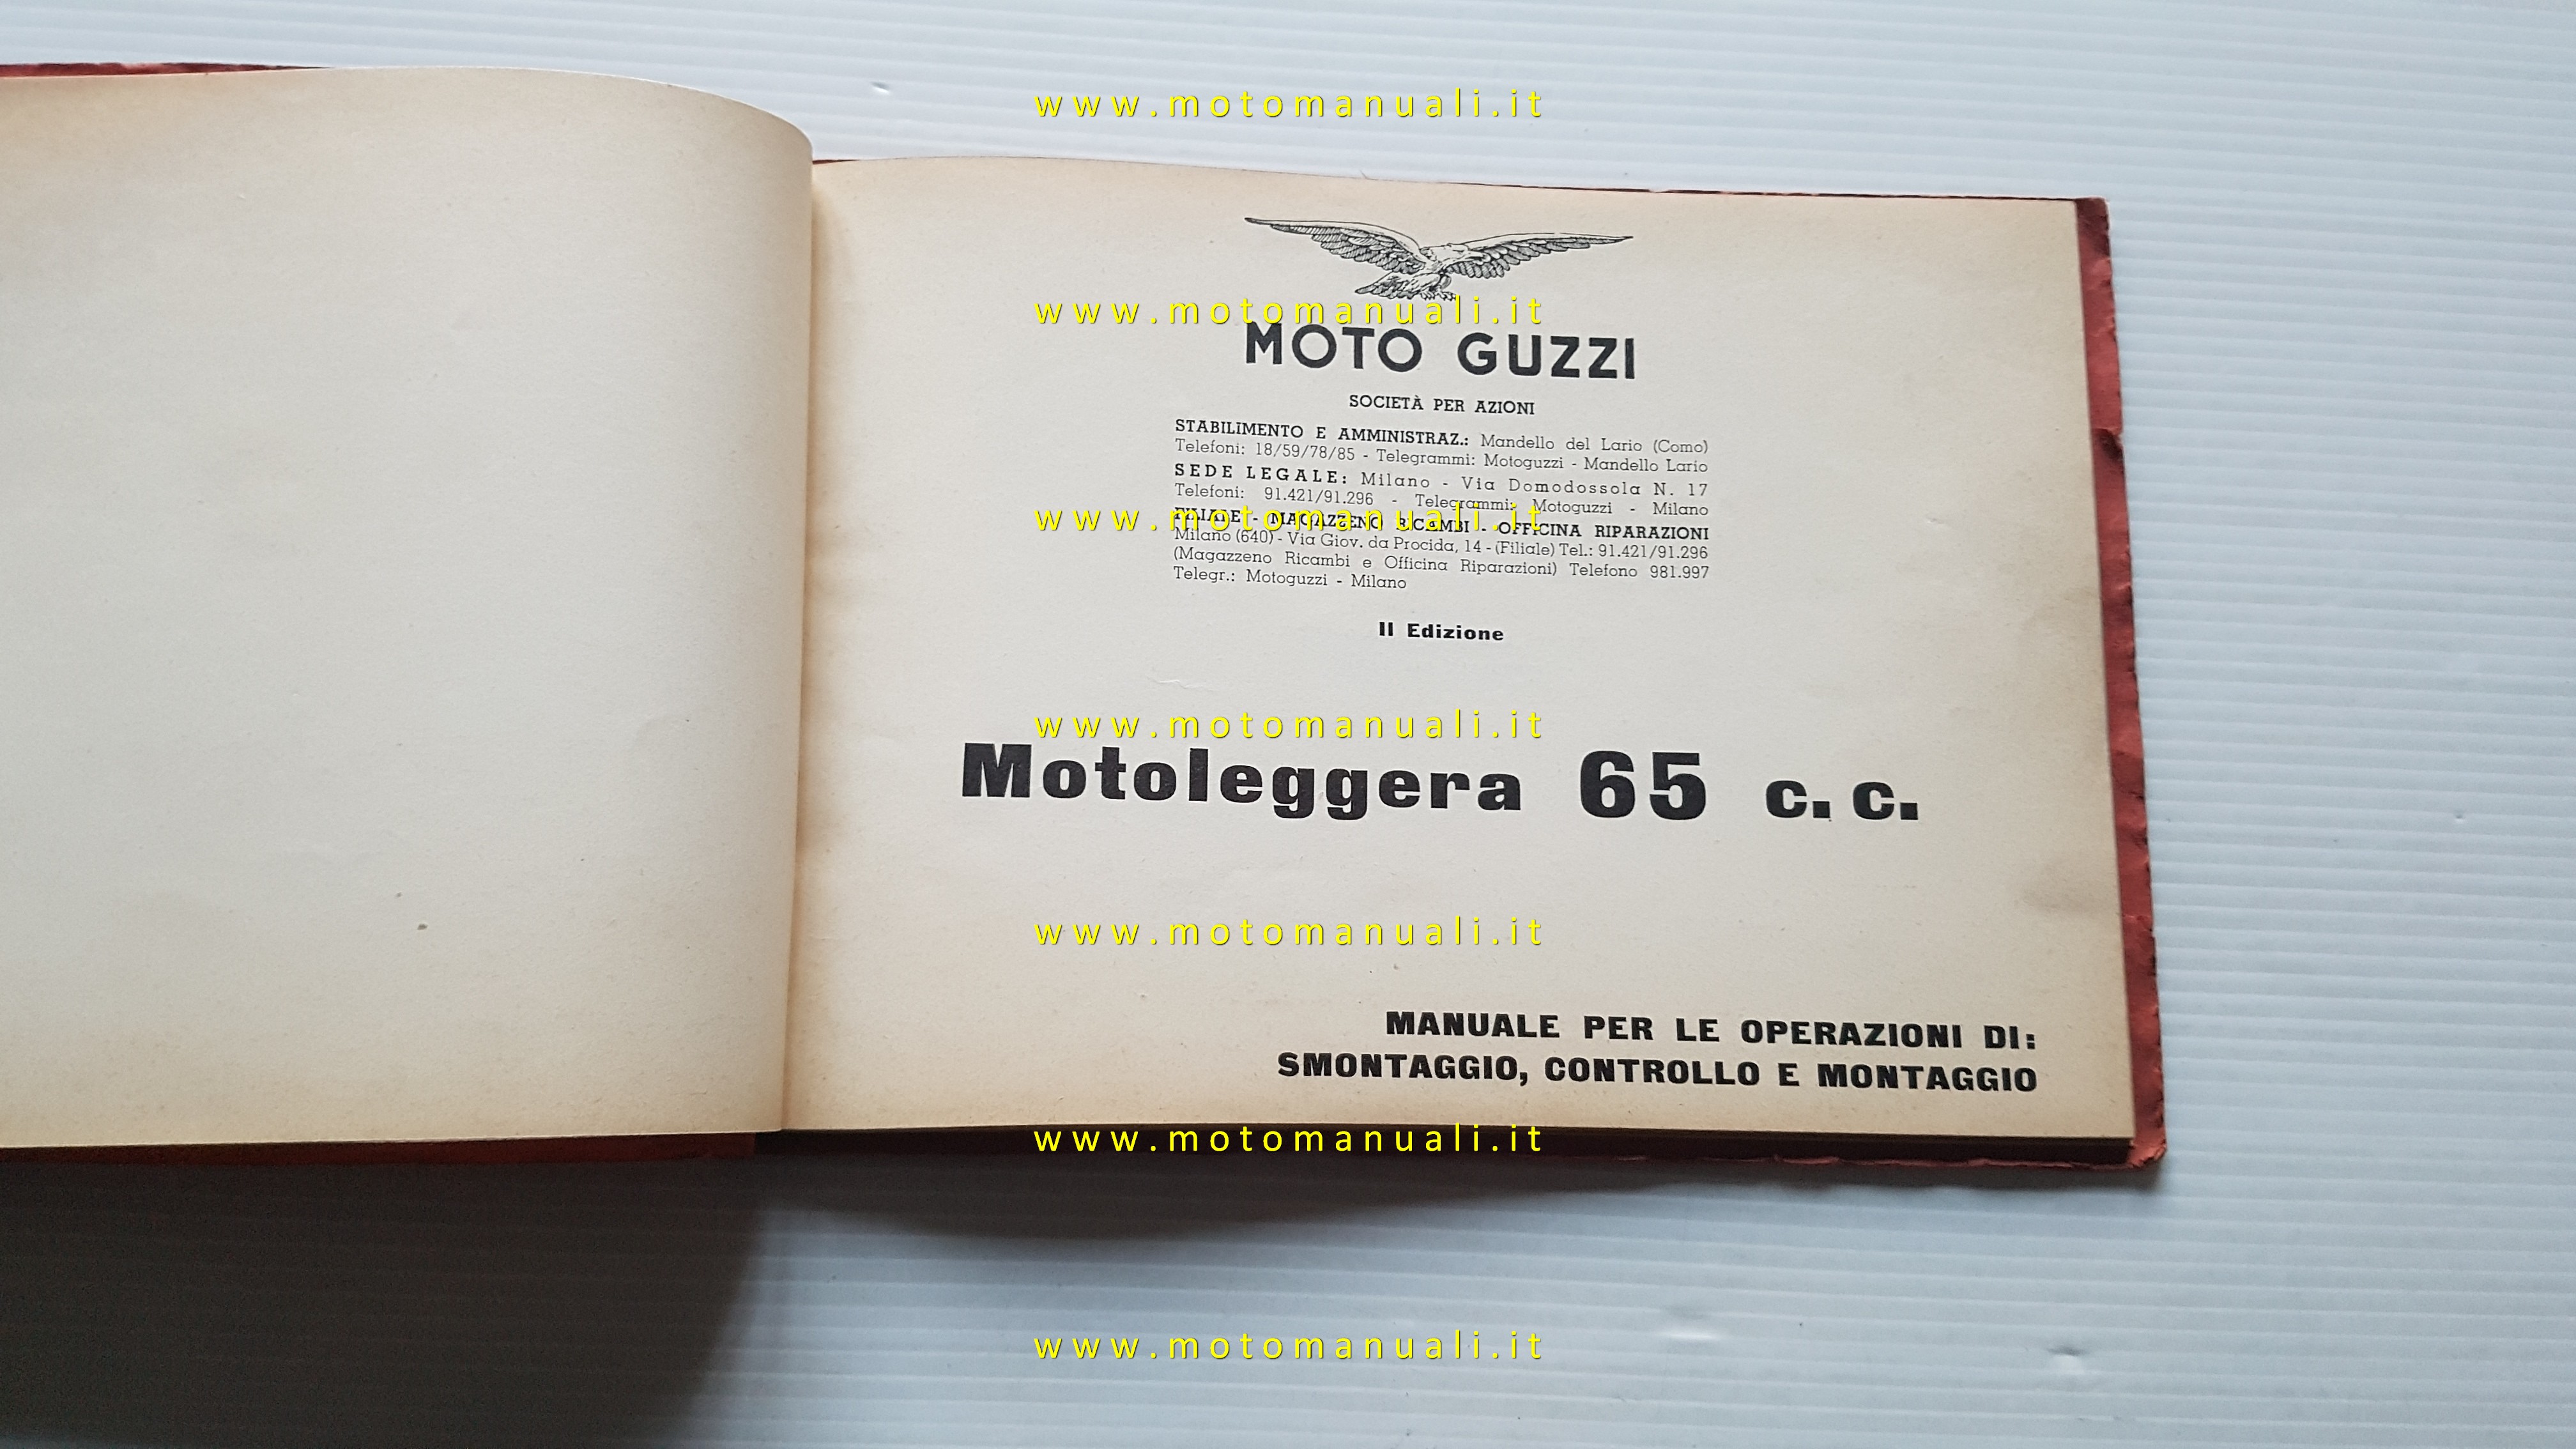 www.motomanuali.it
www.motomanuali.it
MOTO GUZZI
SOCIETÀ PER AZIONI
STABILIMENTO E AMMINISTRAZ.: Mandello del Lario (Como)
Telefoni: 18/59/78/85 - Telegrammi: Motoguzzi - Mandello Lario
SEDE LEGALE: Milano - Via Domodossola N. 17
Telefoni: 91.421/91.296 - Telegrammi: Motoguzzi - Milano
www.motomanuali.it
FILIALE - MAGAZZENO RICAMBI - OFFICINA RIPARAZIONI
Milano (640) - Via Giov. da Procida, 14 - (Filiale) Tel.: 91.421/91.296
(Magazzeno Ricambi e Officina Riparazioni) Telefono 981.997
Telegr.: Motoguzzi - Milano
II Edizione
www.motomanuali.it
Motoleggera 65 c.c.
www.motomanuali.it
MANUALE PER LE OPERAZIONI DI:
SMONTAGGIO, CONTROLLO E MONTAGGIO
www.motomanuali.it
www.motomanuali.it